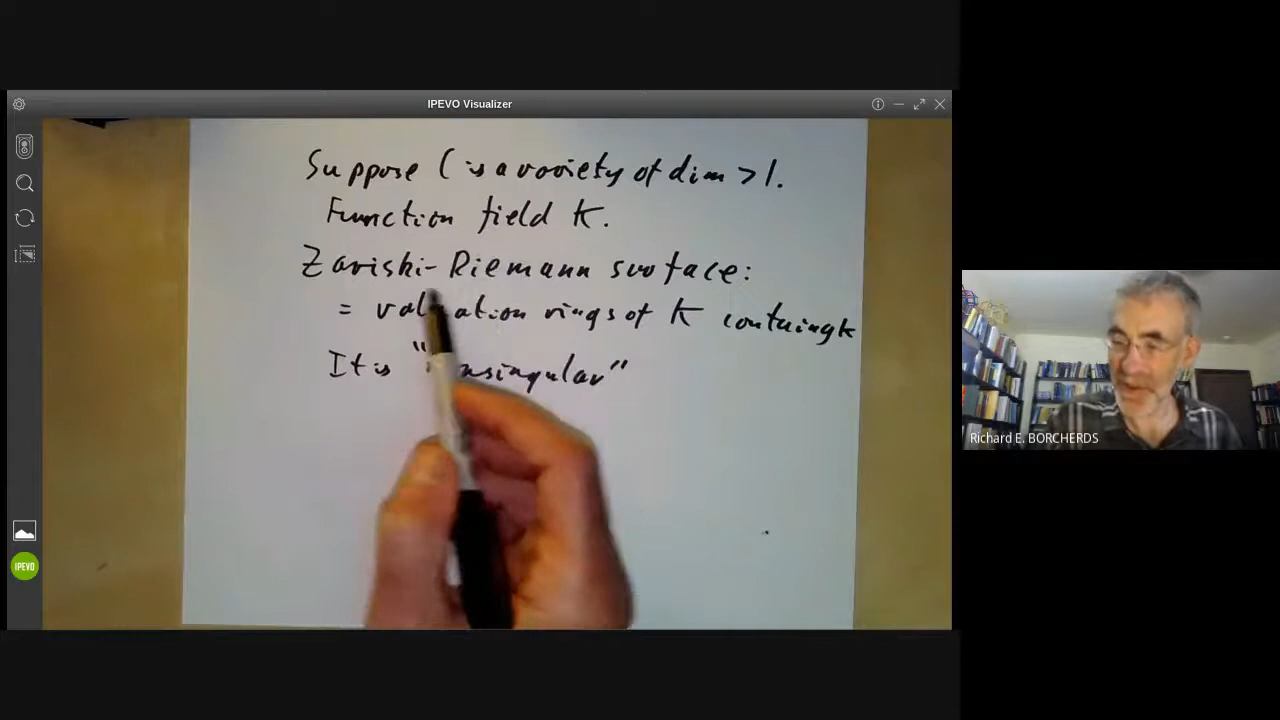 IPEVO Visualizer
Suppose C is a variety of dim > 1.
Function field K.
Zariski-Riemann surface:
= valuation rings of K containing k
It is "nonsingular"
Richard E. BORCHERDS
IPEVO